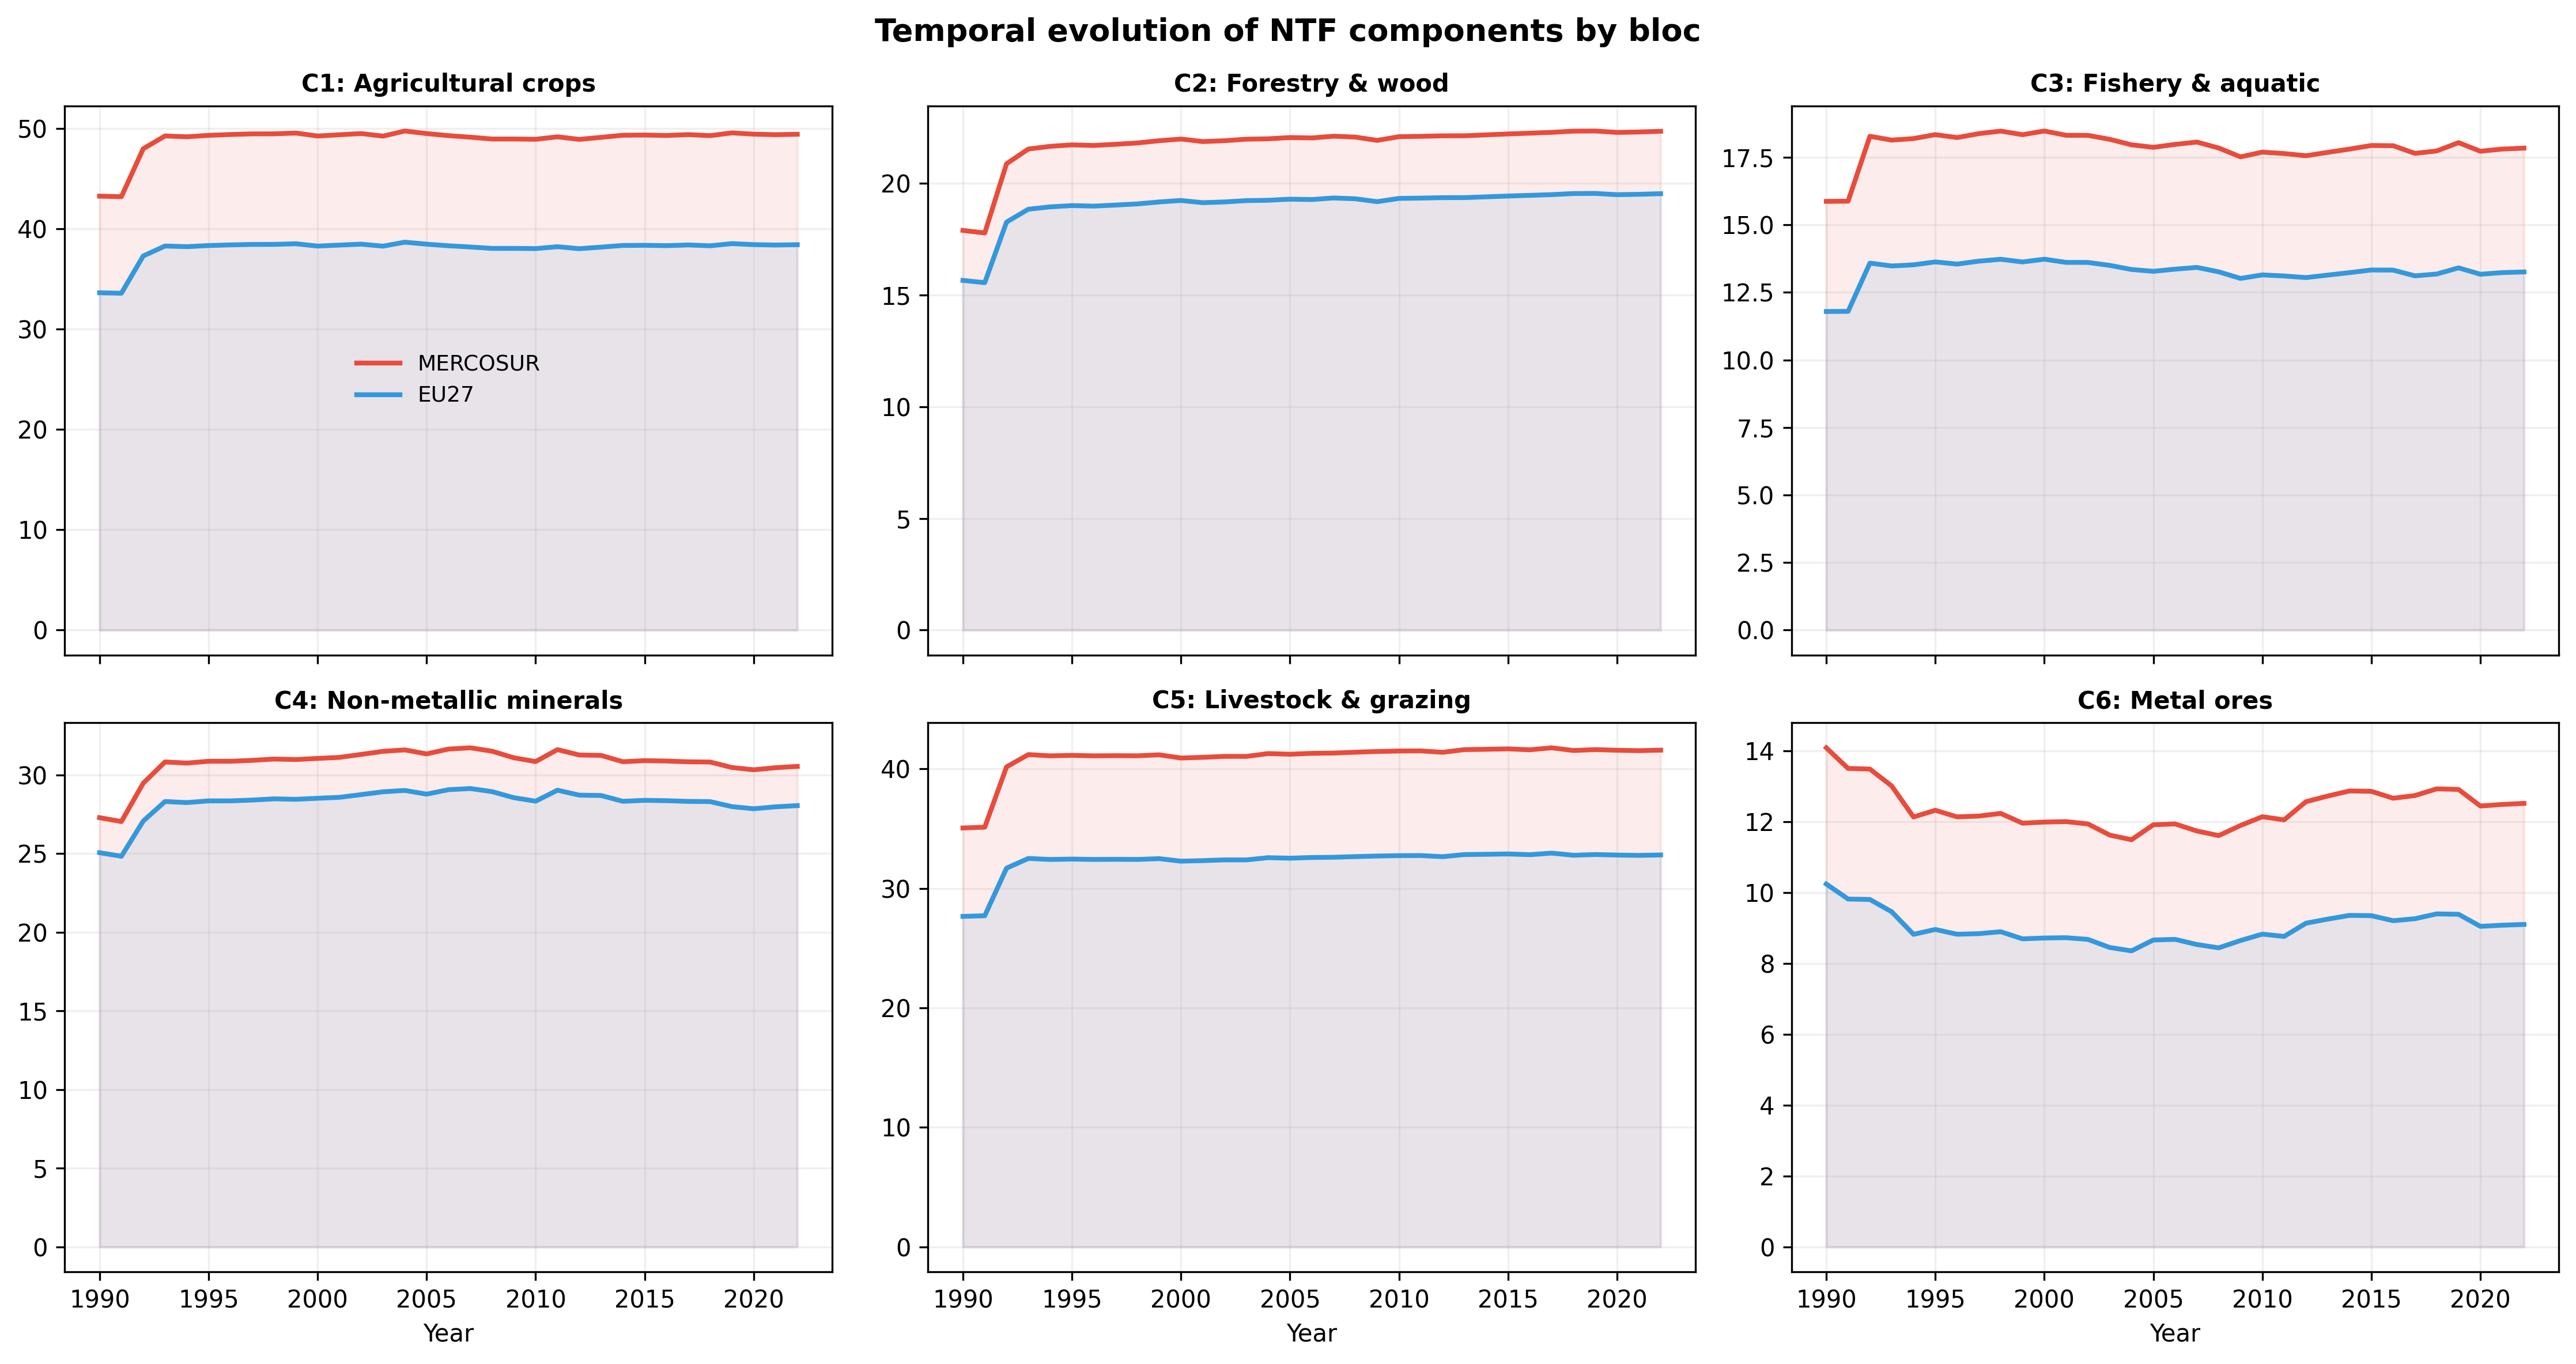 Temporal evolution of NTF components by bloc
C1: Agricultural crops
50
40
30
20
10
0
MERCOSUR
EU27
C2: Forestry & wood
20
15
10
5
0
C3: Fishery & aquatic
17.5
15.0
12.5
10.0
7.5
5.0
2.5
0.0
C4: Non-metallic minerals
30
25
20
15
10
5
0
1990 1995 2000 2005 2010 2015 2020
Year
C5: Livestock & grazing
40
30
20
10
0
1990 1995 2000 2005 2010 2015 2020
Year
C6: Metal ores
14
12
10
8
6
4
2
0
1990 1995 2000 2005 2010 2015 2020
Year